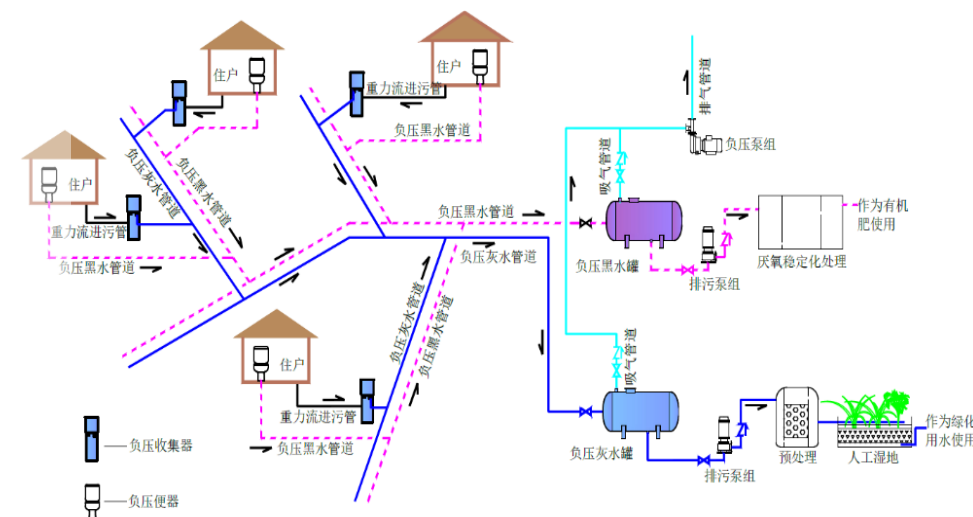 住户
重力流进污管
负压黑水管道
住户
负压灰水管道
负压黑水管道
住户
重力流进污管
负压黑水管道
负压黑水管道
负压灰水管道
排气管道
负压泵组
吸气管道
负压黑水罐
排污泵组
厌氧稳定化处理
作为有机
肥使用
住户
重力流进污管
负压黑水管道
负压灰水管道
负压黑水管道
吸气管道
负压灰水罐
排污泵组
预处理
人工湿地
作为绿化
用水使用
负压收集器
负压便器